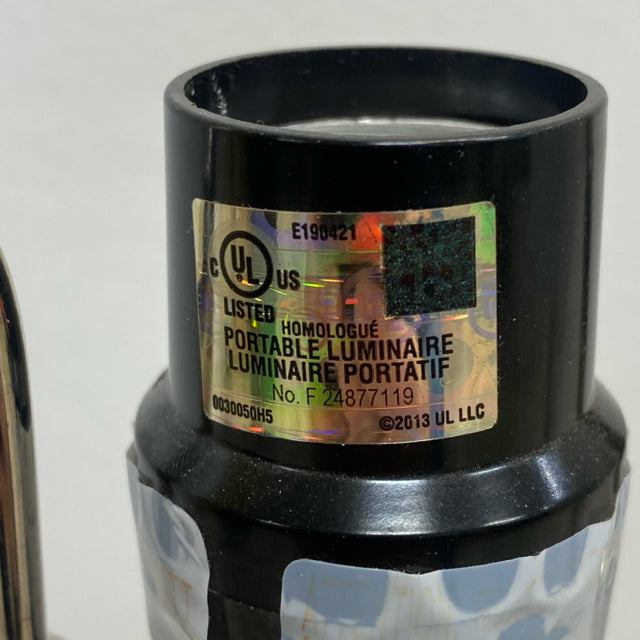 E190421
C UL US
LISTED HOMOLOGUÉ
PORTABLE LUMINAIRE
LUMINAIRE PORTATIF
No. F 24877119
0030050H5 ©2013 UL LLC